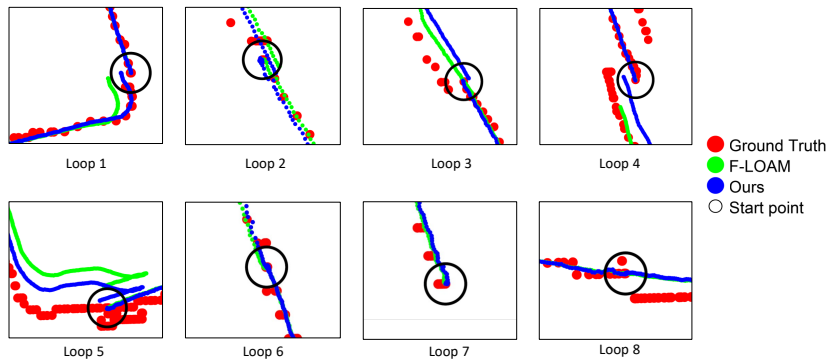 Loop 1
Loop 2
Loop 3
Loop 4
Ground Truth
F-LOAM
Ours
Start point
Loop 5
Loop 6
Loop 7
Loop 8